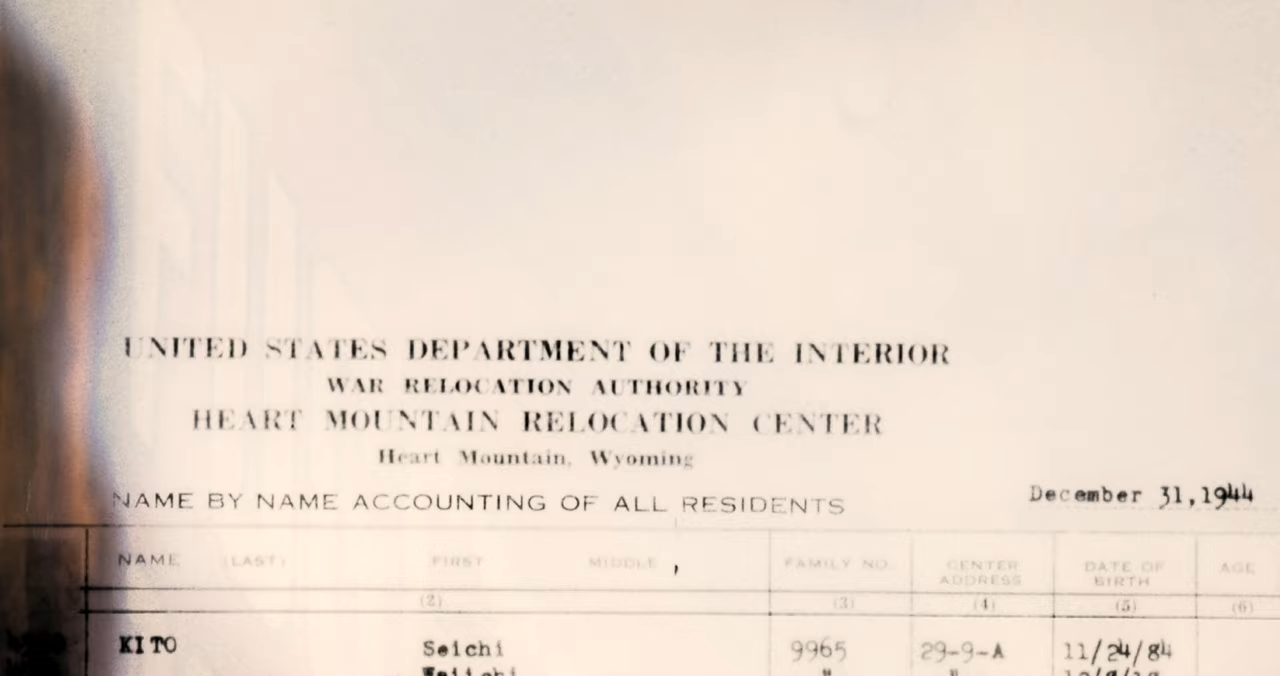 UNITED STATES DEPARTMENT OF THE INTERIOR
WAR RELOCATION AUTHORITY
HEART MOUNTAIN RELOCATION CENTER
Heart Mountain, Wyoming
NAME BY NAME ACCOUNTING OF ALL RESIDENTS December 31,1944
NAME (LAST) FIRST MIDDLE FAMILY NO. CENTER ADDRESS DATE OF BIRTH AGE
(2) (3) (4) (5) (6)
KITO Seichi 9965 29-9-A 11/24/84